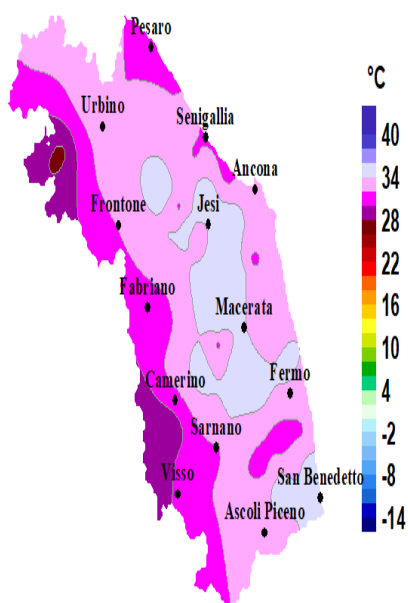 Pesaro
°C
Urbino
Senigallia
Ancona
Frontone
Jesi
Fabriano
Macerata
Camerino
Fermo
Sarnano
Visso
San Benedetto
Ascoli Piceno
40
34
28
22
16
10
4
-2
-8
-14